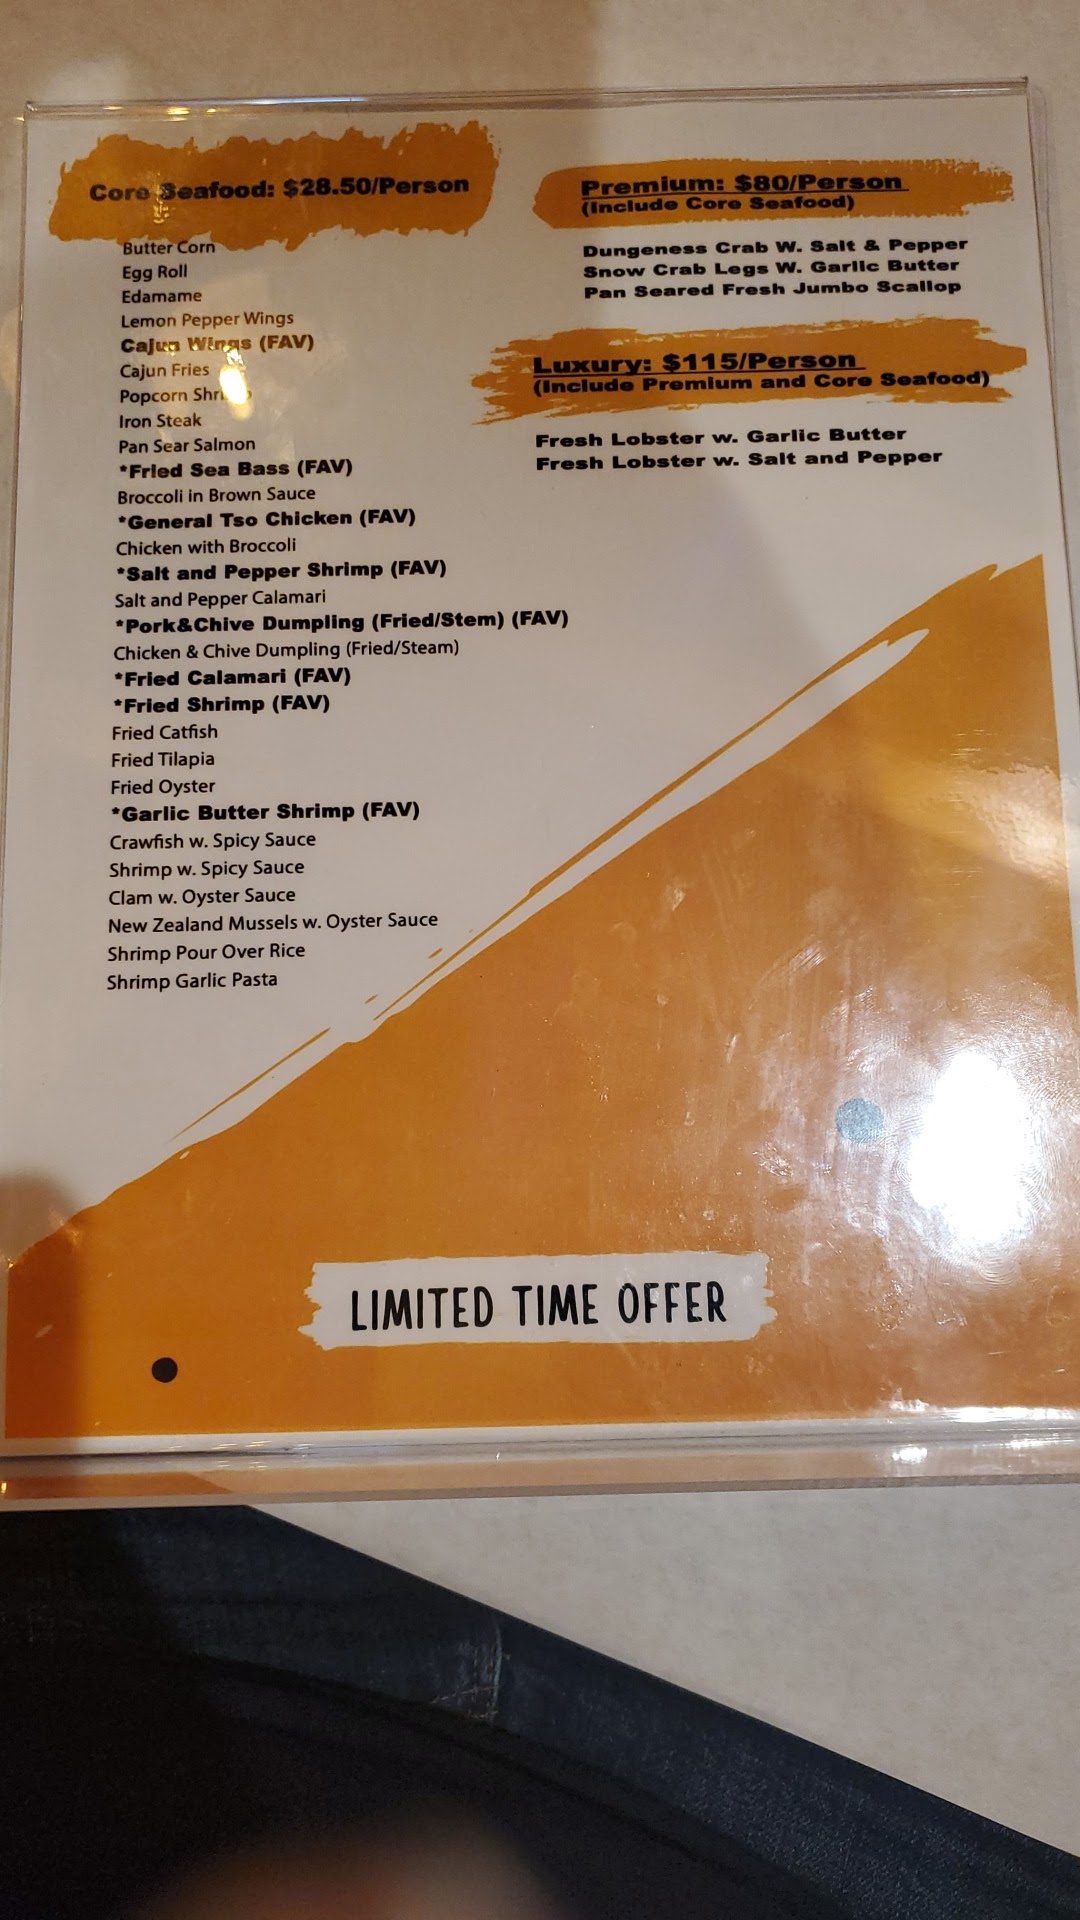 Core Seafood: $28.50/Person
Butter Corn
Egg Roll
Edamame
Lemon Pepper Wings
Cajun Wings (FAV)
Cajun Fries
Popcorn Shrimp
Iron Steak
Pan Sear Salmon
*Fried Sea Bass (FAV)
Broccoli in Brown Sauce
*General Tso Chicken (FAV)
Chicken with Broccoli
*Salt and Pepper Shrimp (FAV)
Salt and Pepper Calamari
*Pork&Chive Dumpling (Fried/Stem) (FAV)
Chicken & Chive Dumpling (Fried/Steam)
*Fried Calamari (FAV)
*Fried Shrimp (FAV)
Fried Catfish
Fried Tilapia
Fried Oyster
*Garlic Butter Shrimp (FAV)
Crawfish w. Spicy Sauce
Shrimp w. Spicy Sauce
Clam w. Oyster Sauce
New Zealand Mussels w. Oyster Sauce
Shrimp Pour Over Rice
Shrimp Garlic Pasta
Premium: $80/Person
(Include Core Seafood)
Dungeness Crab W. Salt & Pepper
Snow Crab Legs W. Garlic Butter
Pan Seared Fresh Jumbo Scallop
Luxury: $115/Person
(Include Premium and Core Seafood)
Fresh Lobster w. Garlic Butter
Fresh Lobster w. Salt and Pepper
LIMITED TIME OFFER